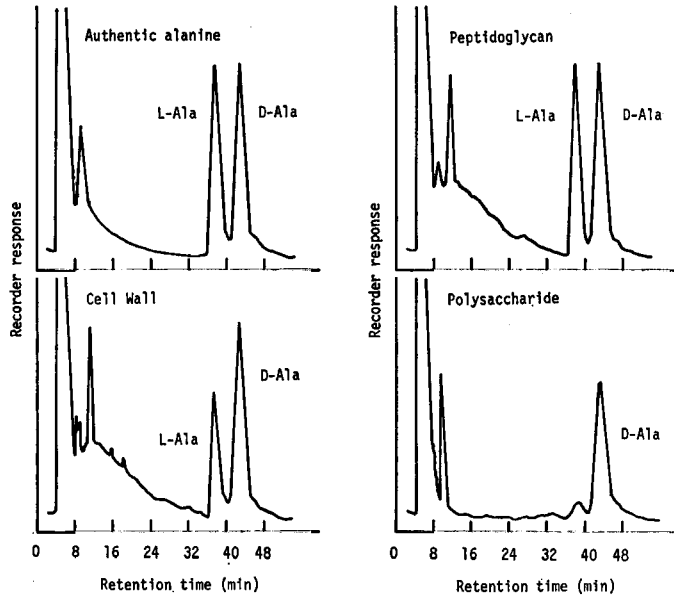 Authentic alanine
L-Ala
D-Ala
Recorder response
Peptidoglycan
L-Ala
D-Ala
Recorder response
Cell Wall
L-Ala
D-Ala
0 8 16 24 32 40 48
Retention time (min)
Polysaccharide
D-Ala
0 8 16 24 32 40 48
Retention time (min)